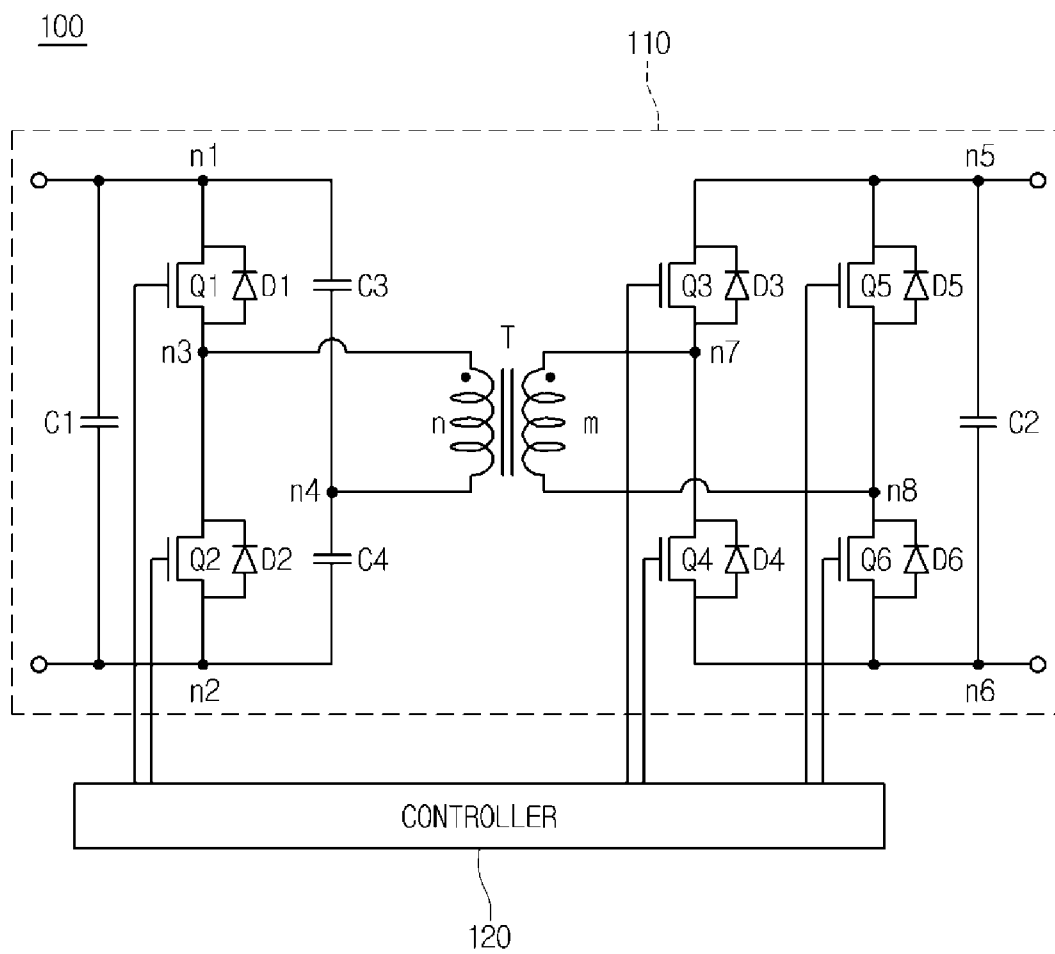 100
110
n1
n5
Q1 D1 C3 Q3 D3 Q5 D5
T
n3 n7
C1 n m C2
n4 n8
Q2 D2 C4 Q4 D4 Q6 D6
n2 n6
CONTROLLER
120